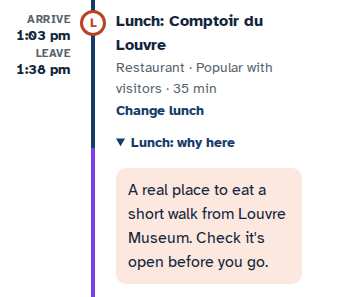 ARRIVE
1:03 pm
LEAVE
1:38 pm
L
Lunch: Comptoir du
Louvre
Restaurant · Popular with
visitors · 35 min
Change lunch
▼ Lunch: why here
A real place to eat a
short walk from Louvre
Museum. Check it's
open before you go.